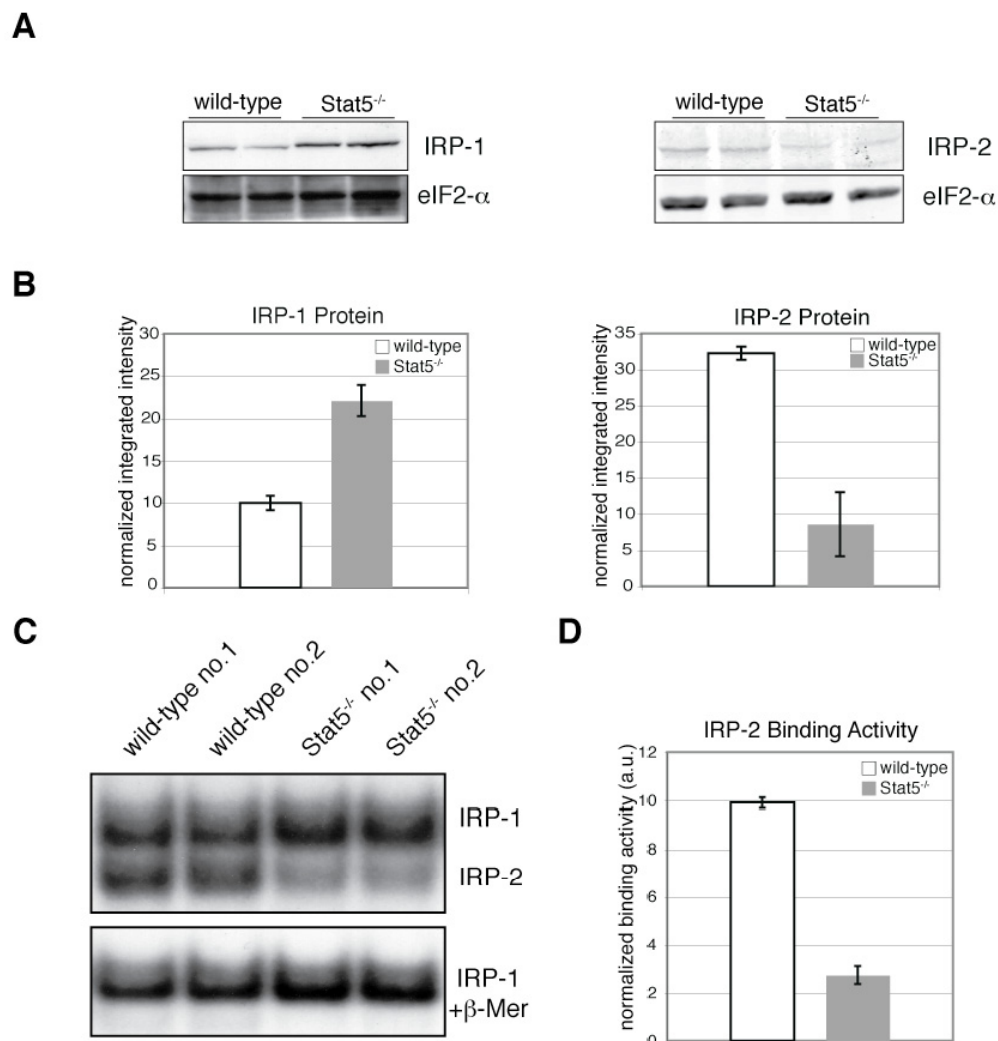 A
wild-type Stat5-/-
IRP-1
eIF2-α
wild-type Stat5-/-
IRP-2
eIF2-α
B
IRP-1 Protein
normalized integrated intensity
30
25
20
15
10
5
0
wild-type
Stat5-/-
IRP-2 Protein
normalized integrated intensity
35
30
25
20
15
10
5
0
wild-type
Stat5-/-
C
wild-type no.1
wild-type no.2
Stat5-/- no.1
Stat5-/- no.2
IRP-1
IRP-2
IRP-1
+β-Mer
D
IRP-2 Binding Activity
normalized binding activity (a.u.)
12
10
8
6
4
2
0
wild-type
Stat5-/-